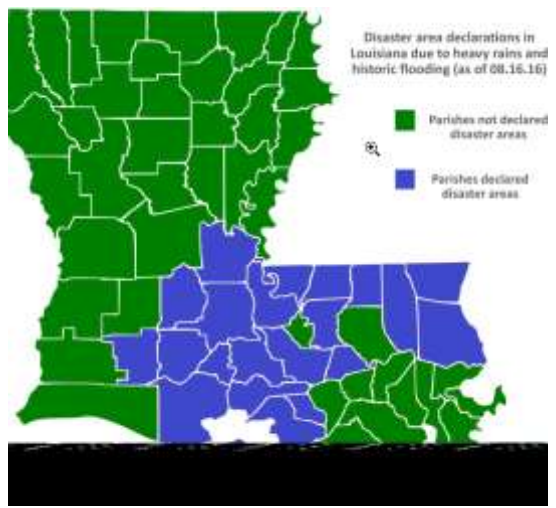 Disaster area declarations in
Louisiana due to heavy rains and
historic flooding (as of 08.16.16)
Parishes not declared
disaster areas
Parishes declared
disaster areas